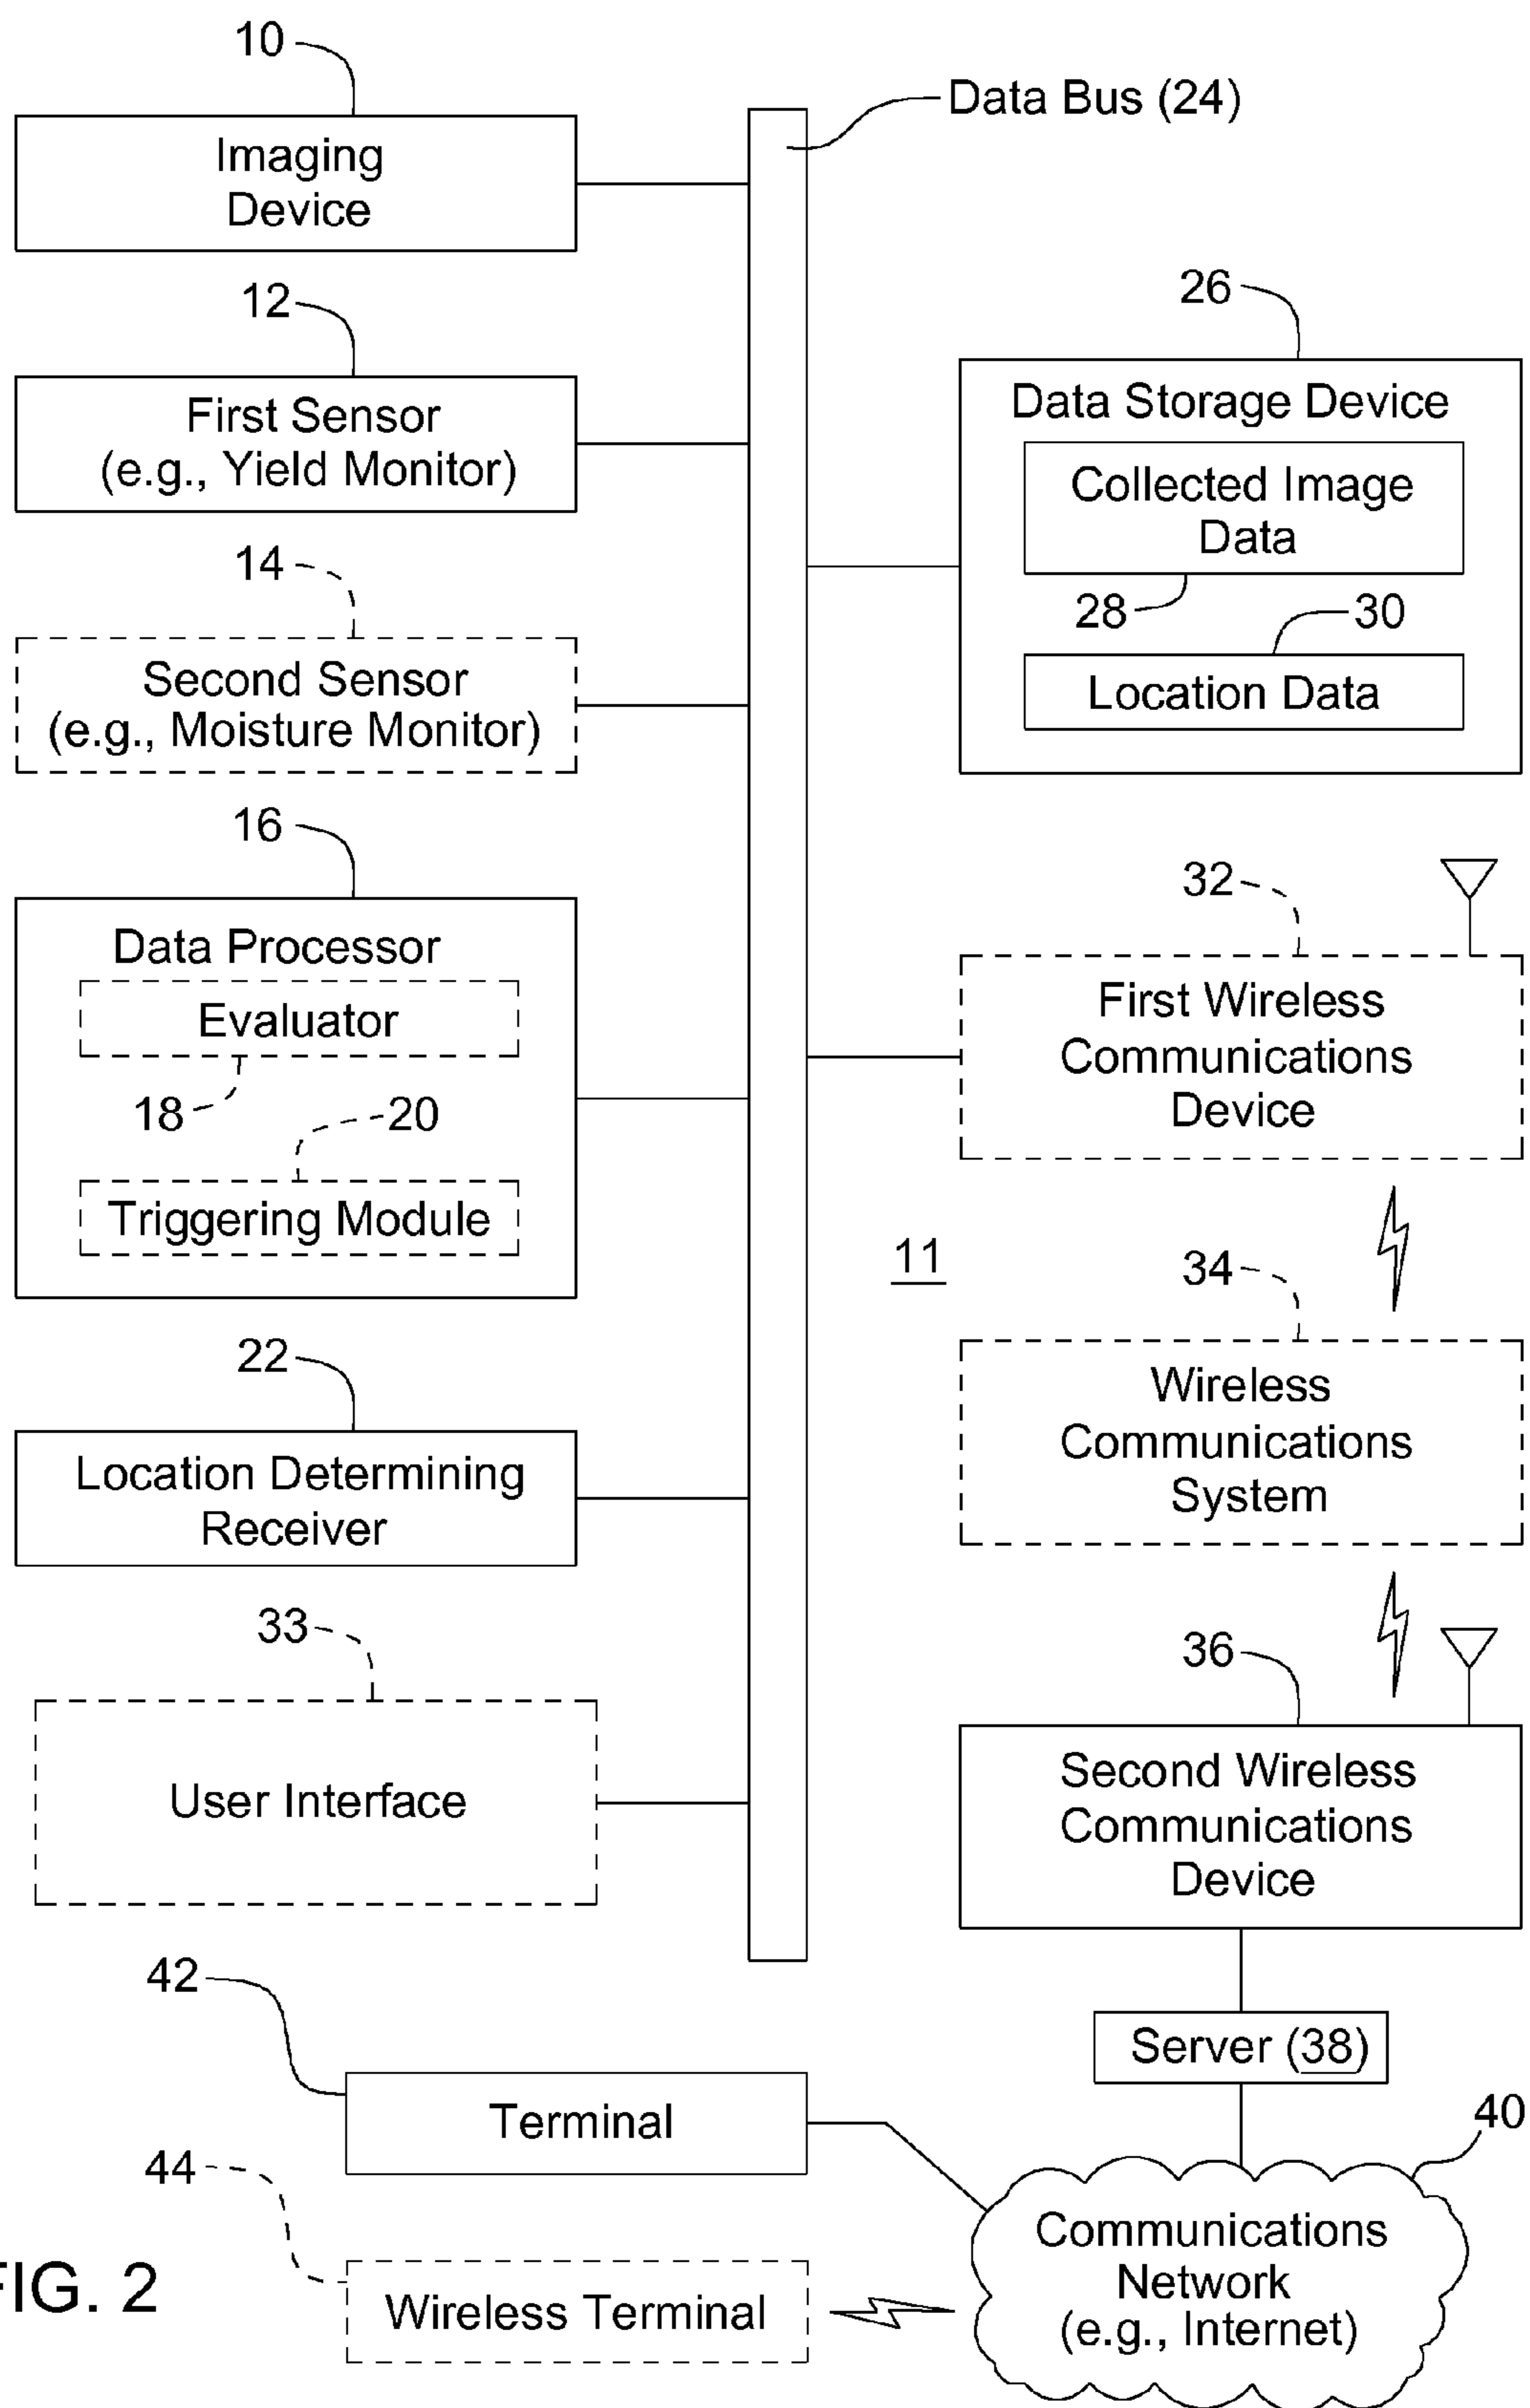 10
Data Bus (24)
Imaging
Device
12
First Sensor
(e.g., Yield Monitor)
14
Second Sensor
(e.g., Moisture Monitor)
16
Data Processor
Evaluator
18
20
Triggering Module
22
Location Determining
Receiver
33
User Interface
26
Data Storage Device
Collected Image
Data
28
30
Location Data
32
First Wireless
Communications
Device
11
34
Wireless
Communications
System
36
Second Wireless
Communications
Device
Server (38)
42
Terminal
40
44
Wireless Terminal
Communications
Network
(e.g., Internet)
FIG. 2